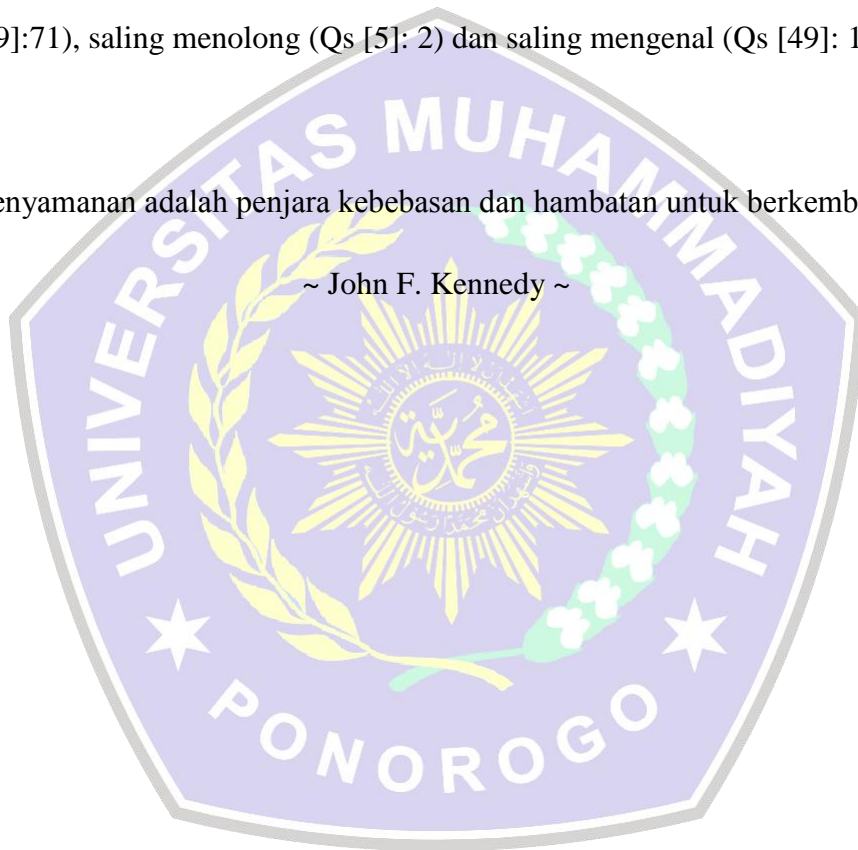 9]:71), saling menolong (Qs [5]: 2) dan saling mengenal (Qs [49]: 1
enyamanan adalah penjara kebebasan dan hambatan untuk berkemb
~ John F. Kennedy ~
UNIVERSITAS MUHAMMADIYAH
محمدية
PONOROGO